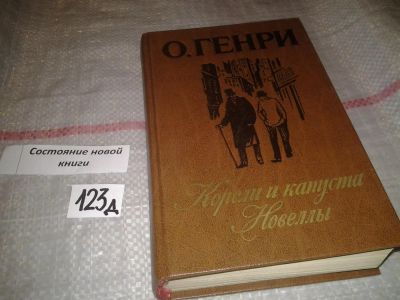 О.ГЕНРИ
Состояние новой
книги
123д
Короли и капуста
Новеллы